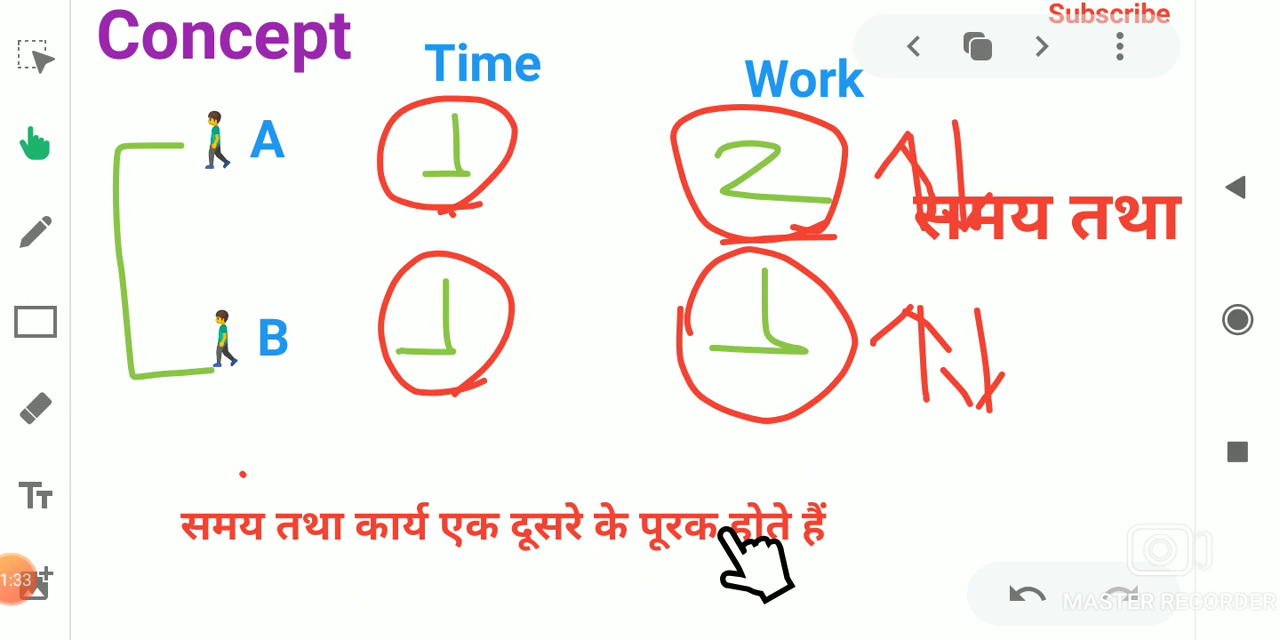 Subscribe
Concept
Time
Work
A
1
2
समय तथा
B
1
1
समय तथा कार्य एक दूसरे के पूरक होते हैं
TT
1:33
MASTER RECORDER